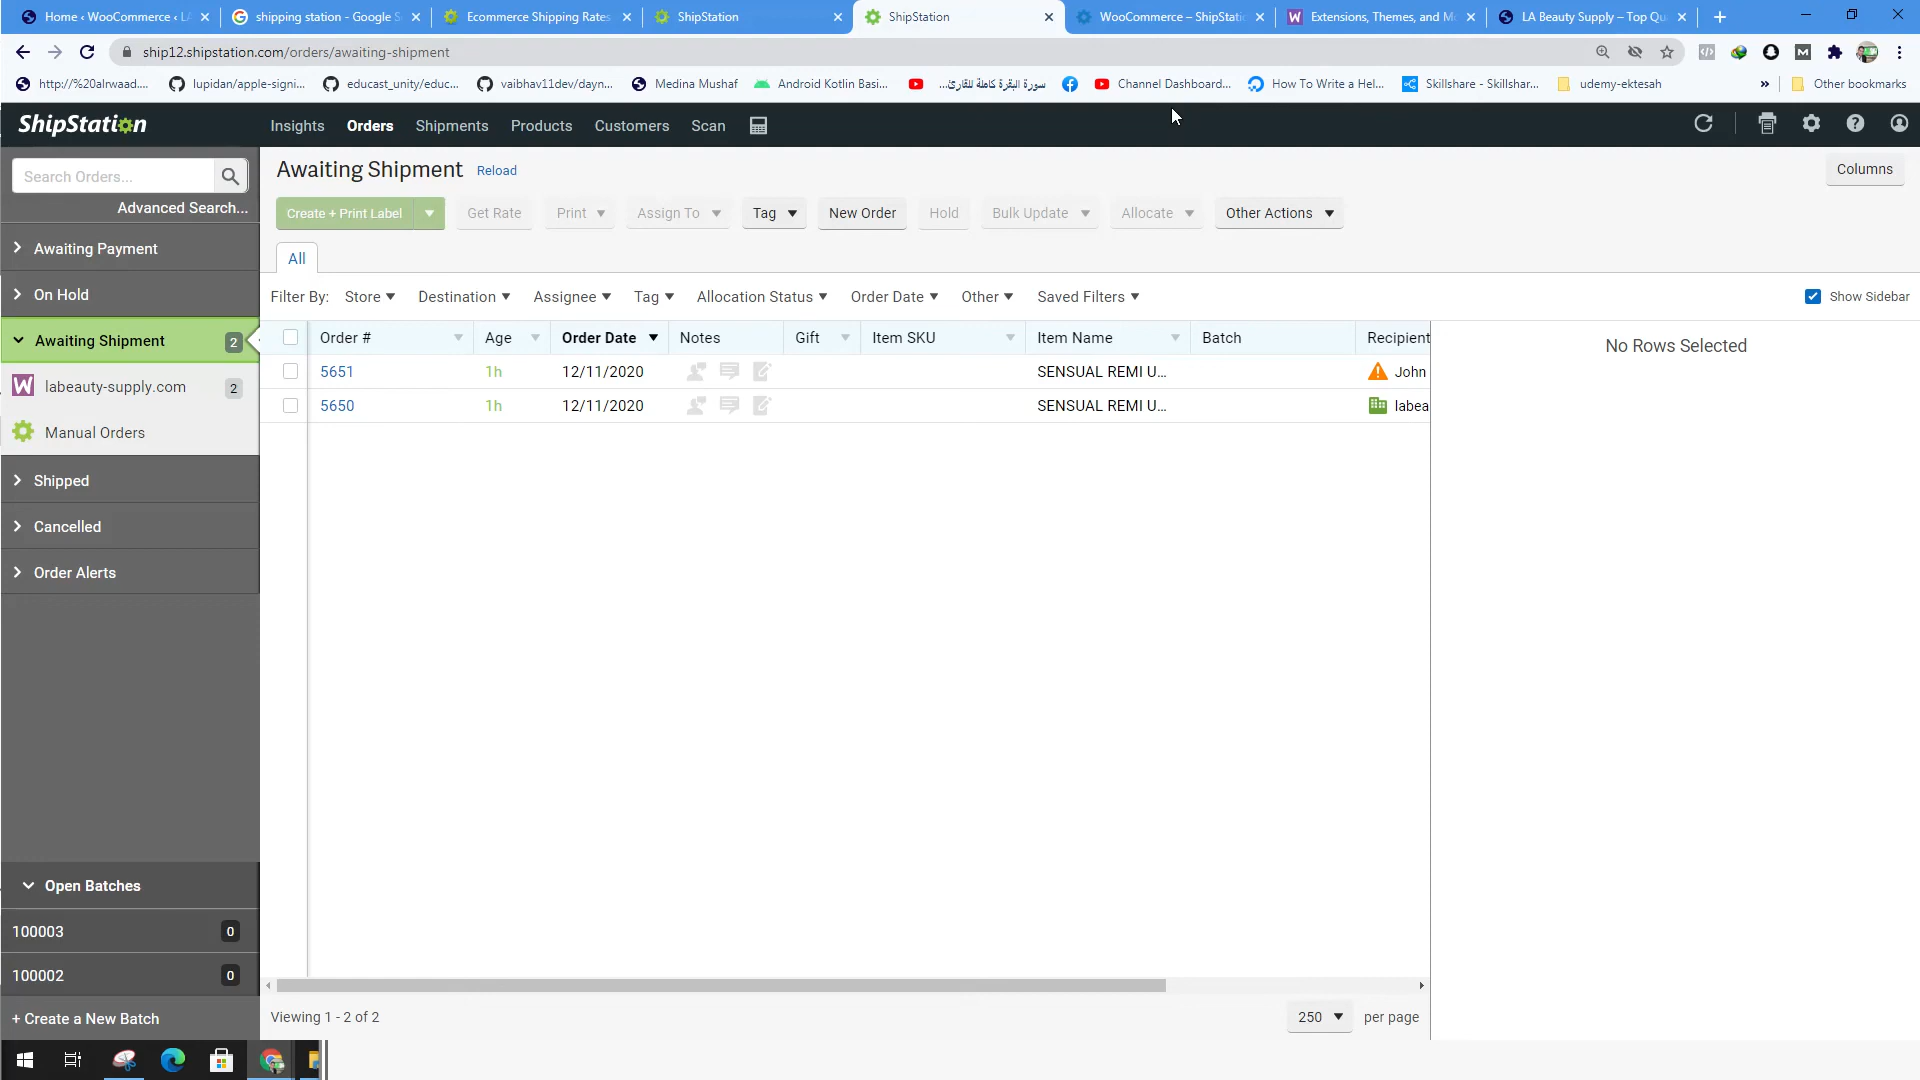 Home ‹ WooCommerce ‹ L
shipping station - Google S
Ecommerce Shipping Rates
ShipStation
ShipStation
WooCommerce – ShipStati
Extensions, Themes, and M
LA Beauty Supply – Top Qu
ship12.shipstation.com/orders/awaiting-shipment
http://%20alrwaad....
lupidan/apple-signi...
educast_unity/educ...
vaibhav11dev/dayn...
Medina Mushaf
Android Kotlin Basi...
سورة البقرة كاملة للقارئ...
Channel Dashboard...
How To Write a Hel...
Skillshare - Skillshar...
udemy-ektesah
»
Other bookmarks
ShipStation
Insights
Orders
Shipments
Products
Customers
Scan
Search Orders...
Advanced Search...
Awaiting Payment
On Hold
Awaiting Shipment 2
labeauty-supply.com 2
Manual Orders
Shipped
Cancelled
Order Alerts
Open Batches
100003 0
100002 0
+ Create a New Batch
Awaiting Shipment Reload
Columns
Create + Print Label
Get Rate
Print
Assign To
Tag
New Order
Hold
Bulk Update
Allocate
Other Actions
All
Filter By: Store Destination Assignee Tag Allocation Status Order Date Other Saved Filters
Show Sidebar
Order # Age Order Date Notes Gift Item SKU Item Name Batch Recipient
5651 1h 12/11/2020 SENSUAL REMI U... John
5650 1h 12/11/2020 SENSUAL REMI U... labea
No Rows Selected
Viewing 1 - 2 of 2
250 per page